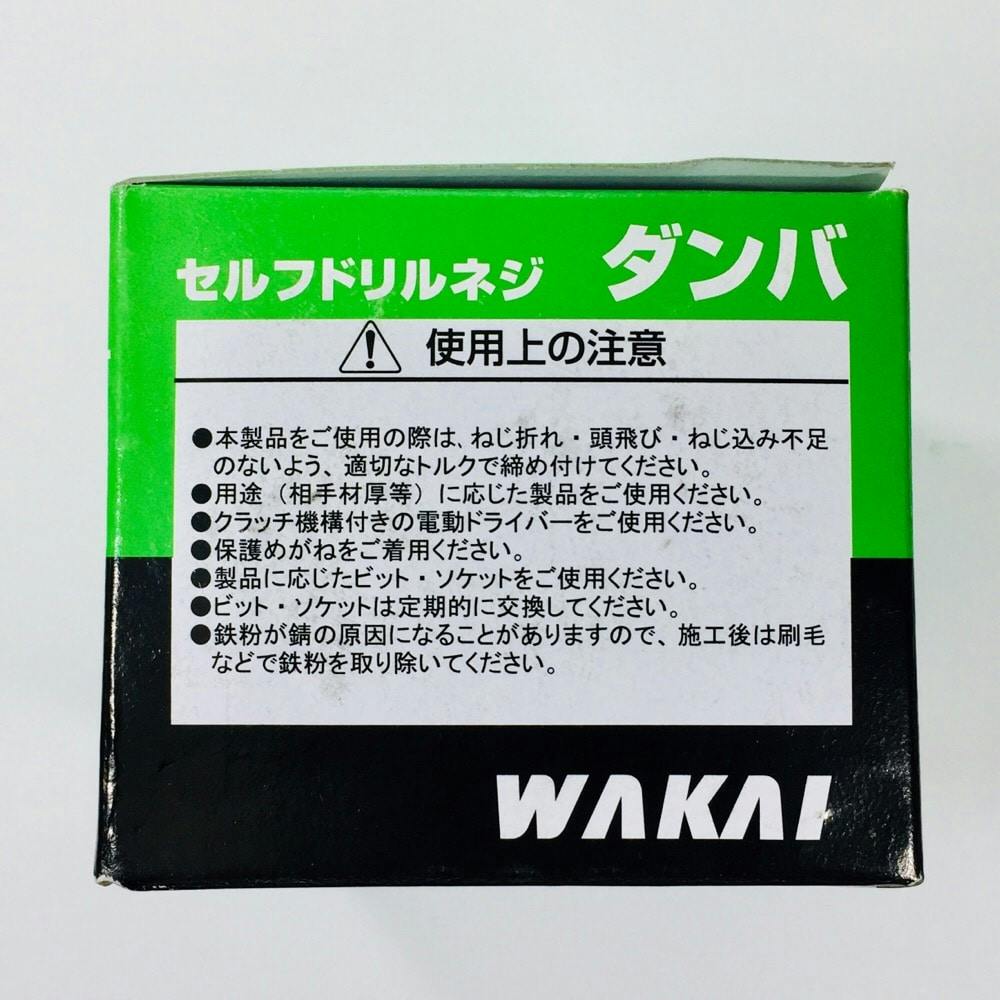 セルフドリルネジ ダンバ
使用上の注意
●本製品をご使用の際は、ねじ折れ・頭飛び・ねじ込み不足
のないよう、適切なトルクで締め付けてください。
●用途（相手材厚等）に応じた製品をご使用ください。
●クラッチ機構付きの電動ドライバーをご使用ください。
●保護めがねをご着用ください。
●製品に応じたビット・ソケットをご使用ください。
●ビット・ソケットは定期的に交換してください。
●鉄粉が錆の原因になることがありますので、施工後は刷毛
などで鉄粉を取り除いてください。
WAKAI